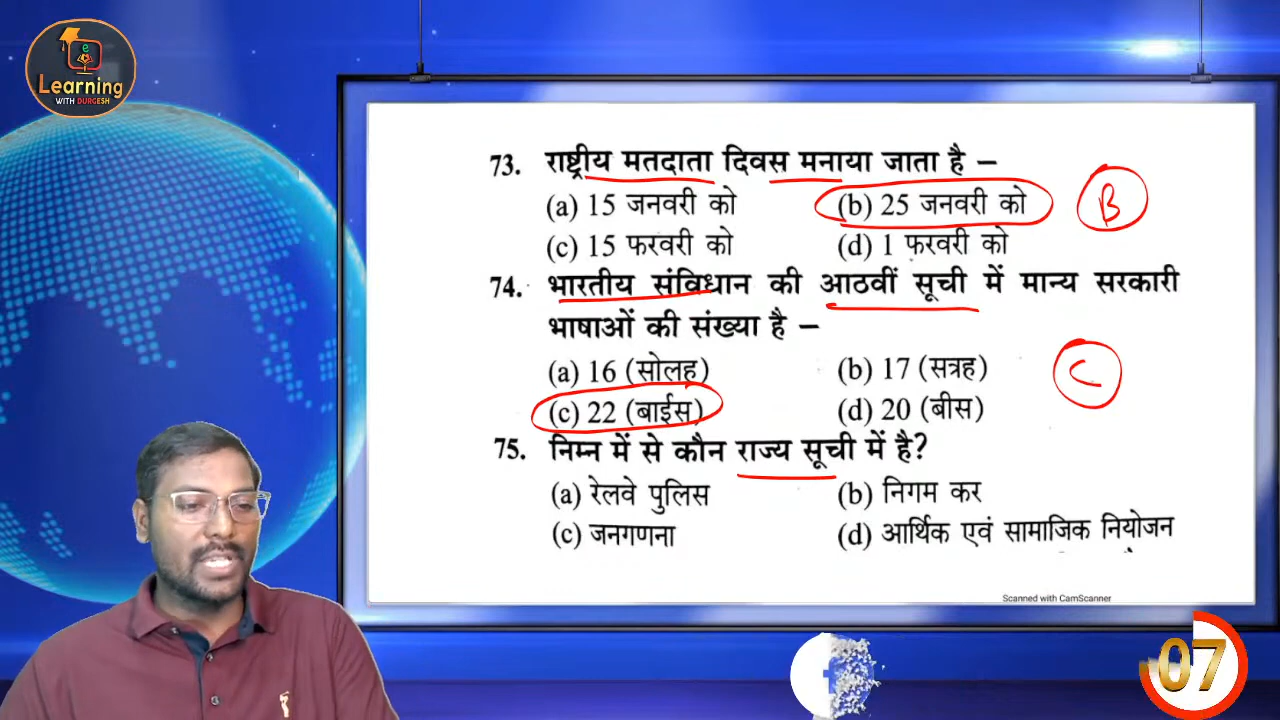 e
Learning
WITH DURGESH
73. राष्ट्रीय मतदाता दिवस मनाया जाता है –
(a) 15 जनवरी को (b) 25 जनवरी को
B
(c) 15 फरवरी को (d) 1 फरवरी को
74. भारतीय संविधान की आठवीं सूची में मान्य सरकारी
भाषाओं की संख्या है –
(a) 16 (सोलह) (b) 17 (सत्रह)
C
(c) 22 (बाईस) (d) 20 (बीस)
75. निम्न में से कौन राज्य सूची में है?
(a) रेलवे पुलिस (b) निगम कर
(c) जनगणना (d) आर्थिक एवं सामाजिक नियोजन
Scanned with CamScanner
07